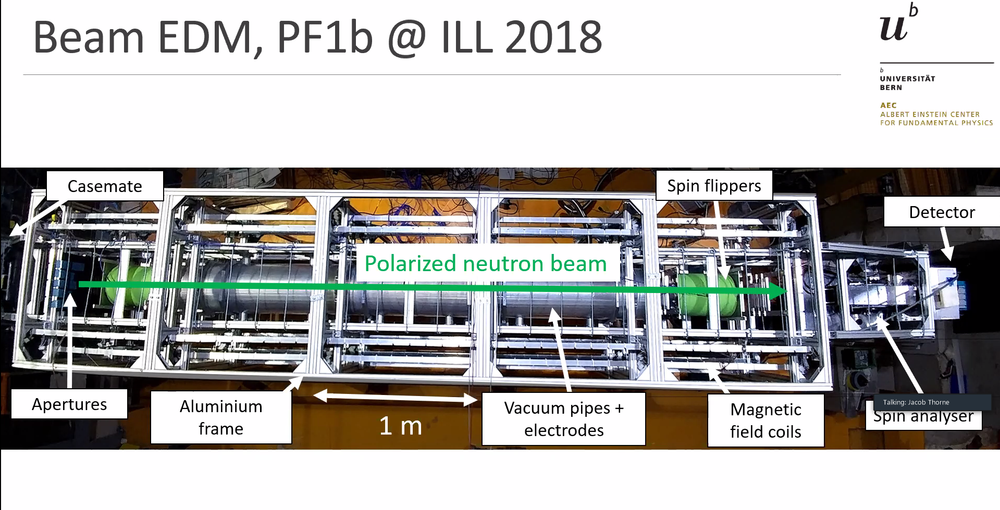 Beam EDM, PF1b @ ILL 2018
u
b
b
UNIVERSITÄT
BERN
AEC
ALBERT EINSTEIN CENTER
FOR FUNDAMENTAL PHYSICS
Casemate
Spin flippers
Detector
Polarized neutron beam
Apertures
Aluminium
frame
1 m
Vacuum pipes +
electrodes
Magnetic
field coils
Talking: Jacob Thorne
Spin analyser